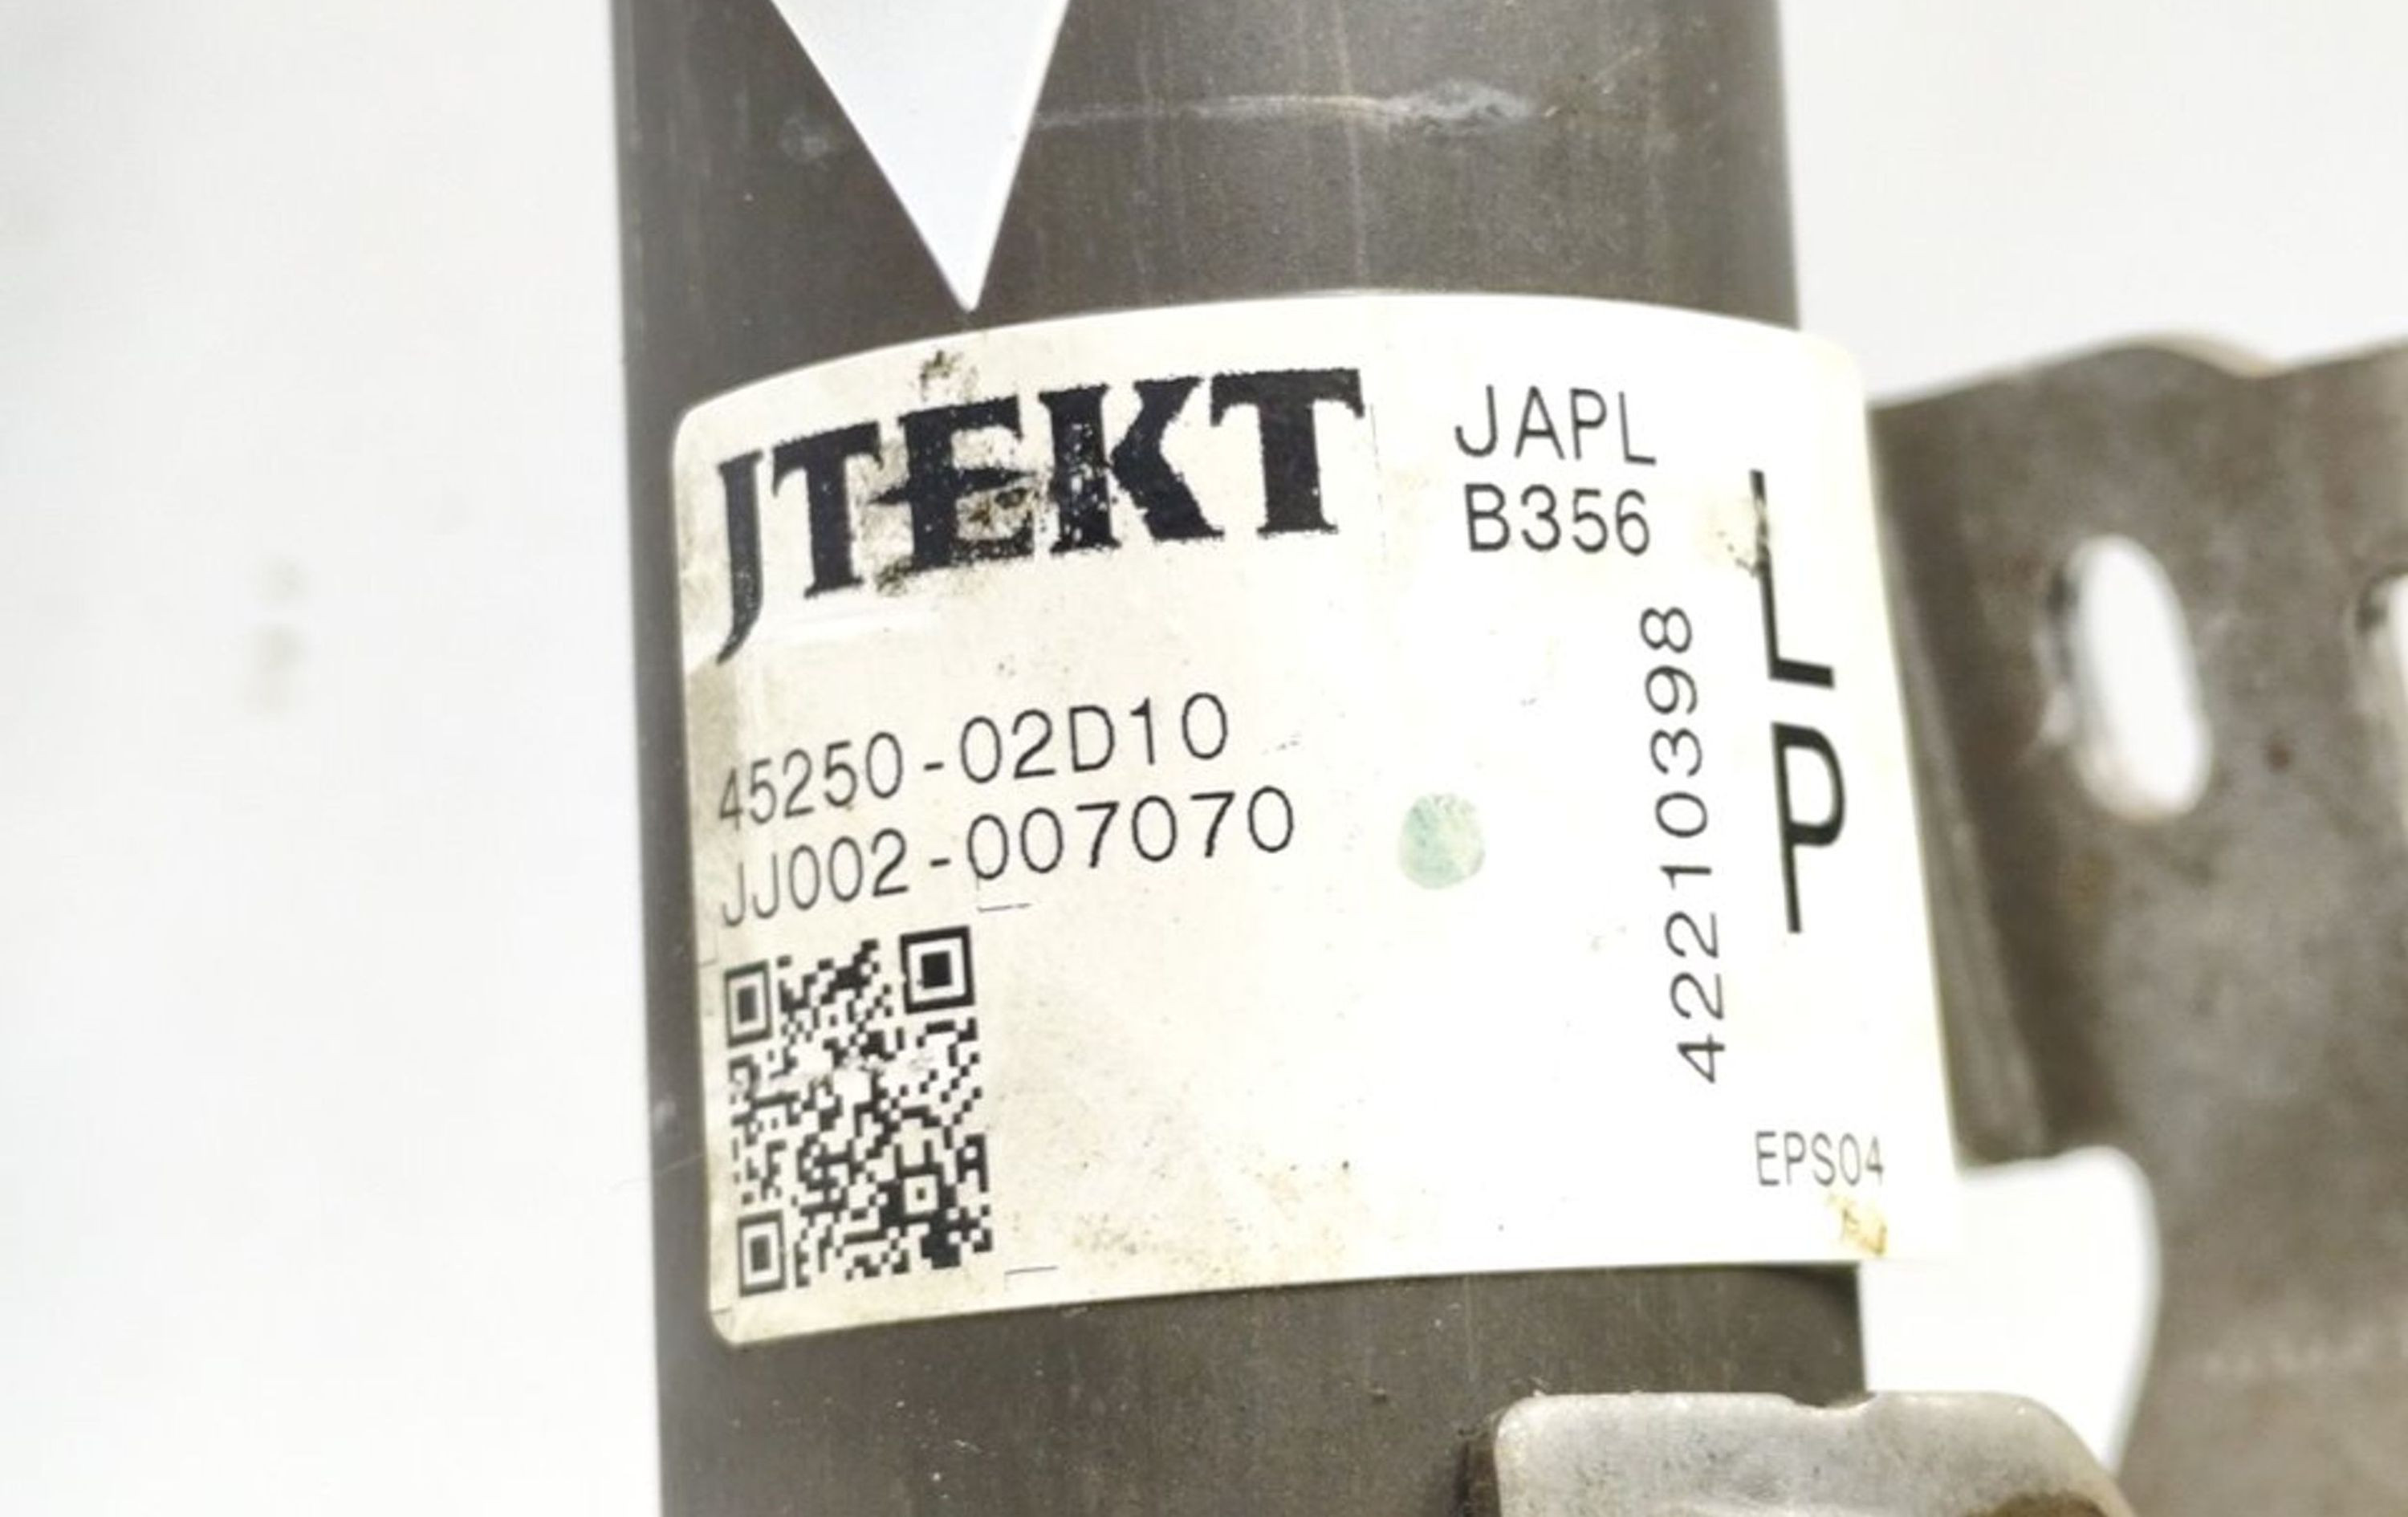 JTEKT
JAPL
B356
45250-02D10
JJ002-007070
42210398
L
P
EPS04